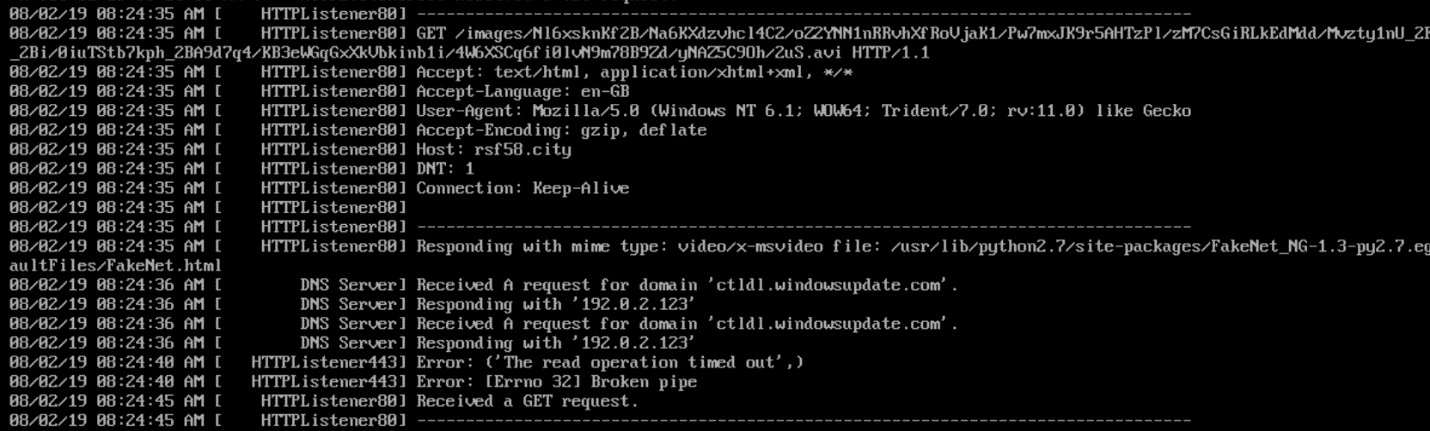 08/02/19 08:24:35 AM [    HTTPListener80] --------------------------------------------------------------------------------
08/02/19 08:24:35 AM [    HTTPListener80] GET /images/Nl6xsknKf2B/Na6KXdzvhcl4C2/oZ2YNN1nRRvhXfRoVjaK1/Pw7mxJK9r5AHTzPl/zM7CsGiRLkEdMdd/Mvzty1nU_2
_2Bi/0iuTStb7kph_2BA9d7q4/KB3eWGqGxXkVbkinb1i/4W6XSCq6fi0lvN9m78B9Zd/yNAZ5C9Oh/2uS.avi HTTP/1.1
08/02/19 08:24:35 AM [    HTTPListener80] Accept: text/html, application/xhtml+xml, */*
08/02/19 08:24:35 AM [    HTTPListener80] Accept-Language: en-GB
08/02/19 08:24:35 AM [    HTTPListener80] User-Agent: Mozilla/5.0 (Windows NT 6.1; WOW64; Trident/7.0; rv:11.0) like Gecko
08/02/19 08:24:35 AM [    HTTPListener80] Accept-Encoding: gzip, deflate
08/02/19 08:24:35 AM [    HTTPListener80] Host: rsf58.city
08/02/19 08:24:35 AM [    HTTPListener80] DNT: 1
08/02/19 08:24:35 AM [    HTTPListener80] Connection: Keep-Alive
08/02/19 08:24:35 AM [    HTTPListener80]
08/02/19 08:24:35 AM [    HTTPListener80] --------------------------------------------------------------------------------
08/02/19 08:24:35 AM [    HTTPListener80] Responding with mime type: video/x-msvideo file: /usr/lib/python2.7/site-packages/FakeNet_NG-1.3-py2.7.eg
aultFiles/FakeNet.html
08/02/19 08:24:36 AM [        DNS Server] Received A request for domain 'ctldl.windowsupdate.com'.
08/02/19 08:24:36 AM [        DNS Server] Responding with '192.0.2.123'
08/02/19 08:24:36 AM [        DNS Server] Received A request for domain 'ctldl.windowsupdate.com'.
08/02/19 08:24:36 AM [        DNS Server] Responding with '192.0.2.123'
08/02/19 08:24:40 AM [   HTTPListener443] Error: ('The read operation timed out',)
08/02/19 08:24:40 AM [   HTTPListener443] Error: [Errno 32] Broken pipe
08/02/19 08:24:45 AM [    HTTPListener80] Received a GET request.
08/02/19 08:24:45 AM [    HTTPListener80] --------------------------------------------------------------------------------